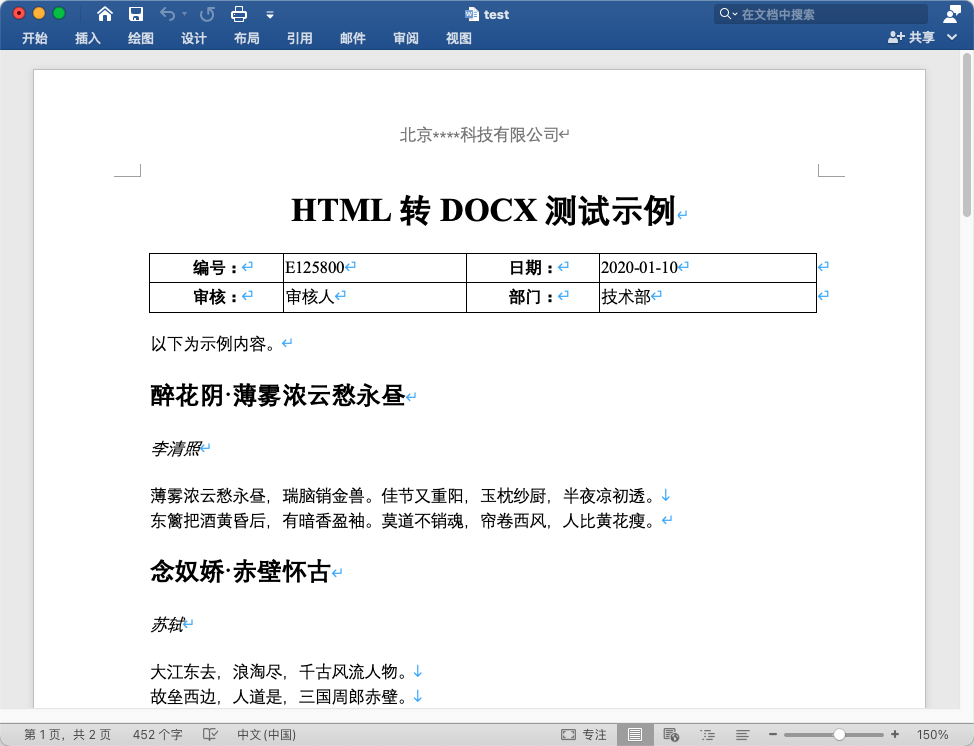 test
在文档中搜索
开始 插入 绘图 设计 布局 引用 邮件 审阅 视图 共享
北京****科技有限公司
HTML 转 DOCX 测试示例
编号： E125800 日期： 2020-01-10
审核： 审核人 部门： 技术部
以下为示例内容。
醉花阴·薄雾浓云愁永昼
李清照
薄雾浓云愁永昼，瑞脑销金兽。佳节又重阳，玉枕纱厨，半夜凉初透。
东篱把酒黄昏后，有暗香盈袖。莫道不销魂，帘卷西风，人比黄花瘦。
念奴娇·赤壁怀古
苏轼
大江东去，浪淘尽，千古风流人物。
故垒西边，人道是，三国周郎赤壁。
第 1 页，共 2 页 452 个字 中文 (中国) 专注 150%